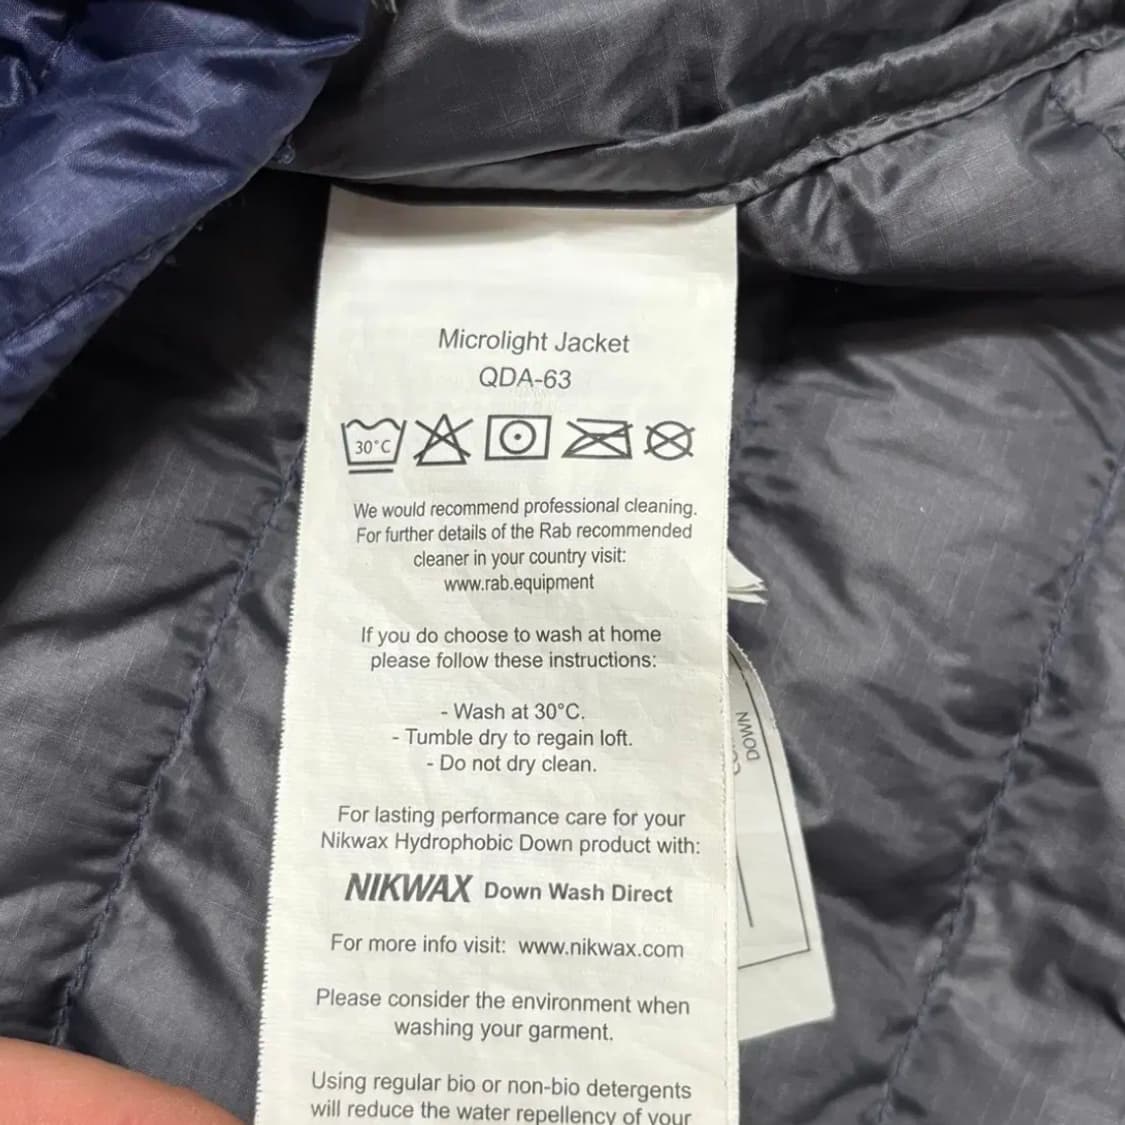 Microlight Jacket
QDA-63
30°C
We would recommend professional cleaning.
For further details of the Rab recommended
cleaner in your country visit:
www.rab.equipment
If you do choose to wash at home
please follow these instructions:
- Wash at 30°C.
- Tumble dry to regain loft.
- Do not dry clean.
For lasting performance care for your
Nikwax Hydrophobic Down product with:
NIKWAX Down Wash Direct
For more info visit: www.nikwax.com
Please consider the environment when
washing your garment.
Using regular bio or non-bio detergents
will reduce the water repellency of your
DOWN